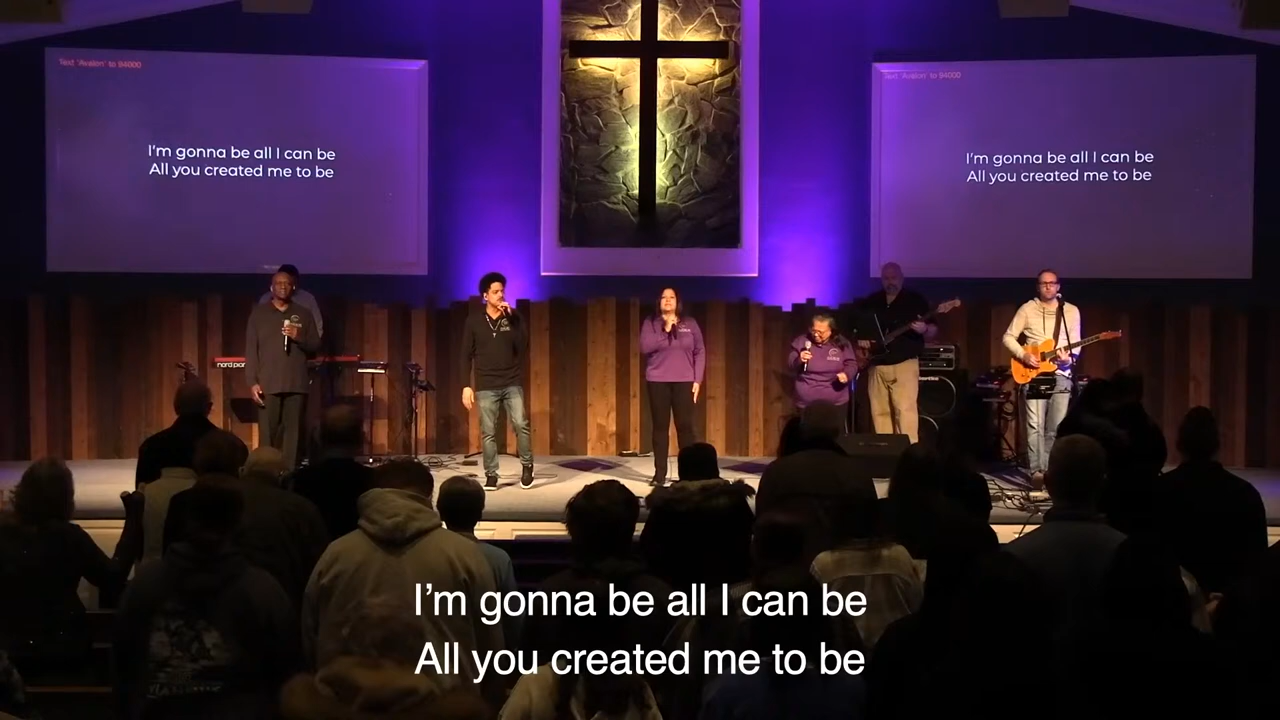 Text 'Avalon' to 94000
I'm gonna be all I can be
All you created me to be
Text 'Avalon' to 94000
I'm gonna be all I can be
All you created me to be
nord piano
I'm gonna be all I can be
All you created me to be